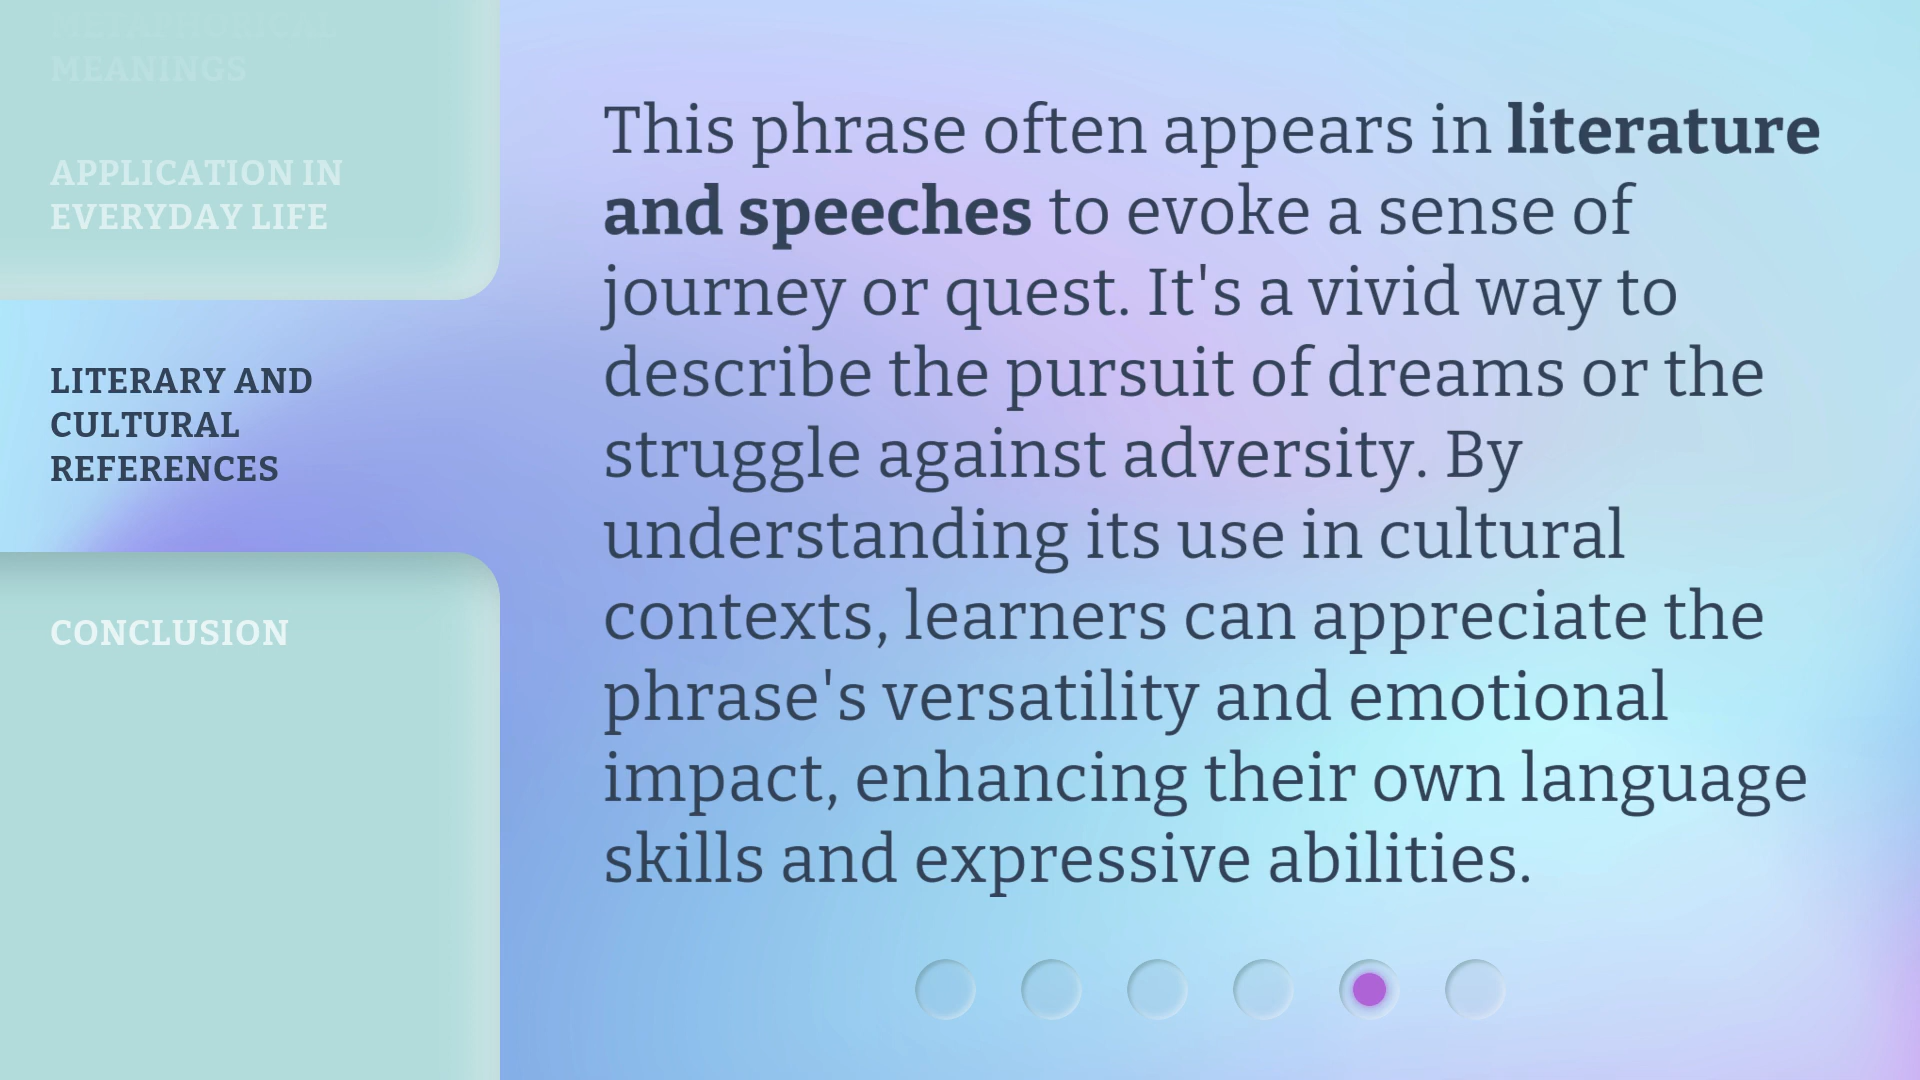 METAPHORICAL
MEANINGS
APPLICATION IN
EVERYDAY LIFE
LITERARY AND
CULTURAL
REFERENCES
CONCLUSION
This phrase often appears in literature
and speeches to evoke a sense of
journey or quest. It's a vivid way to
describe the pursuit of dreams or the
struggle against adversity. By
understanding its use in cultural
contexts, learners can appreciate the
phrase's versatility and emotional
impact, enhancing their own language
skills and expressive abilities.